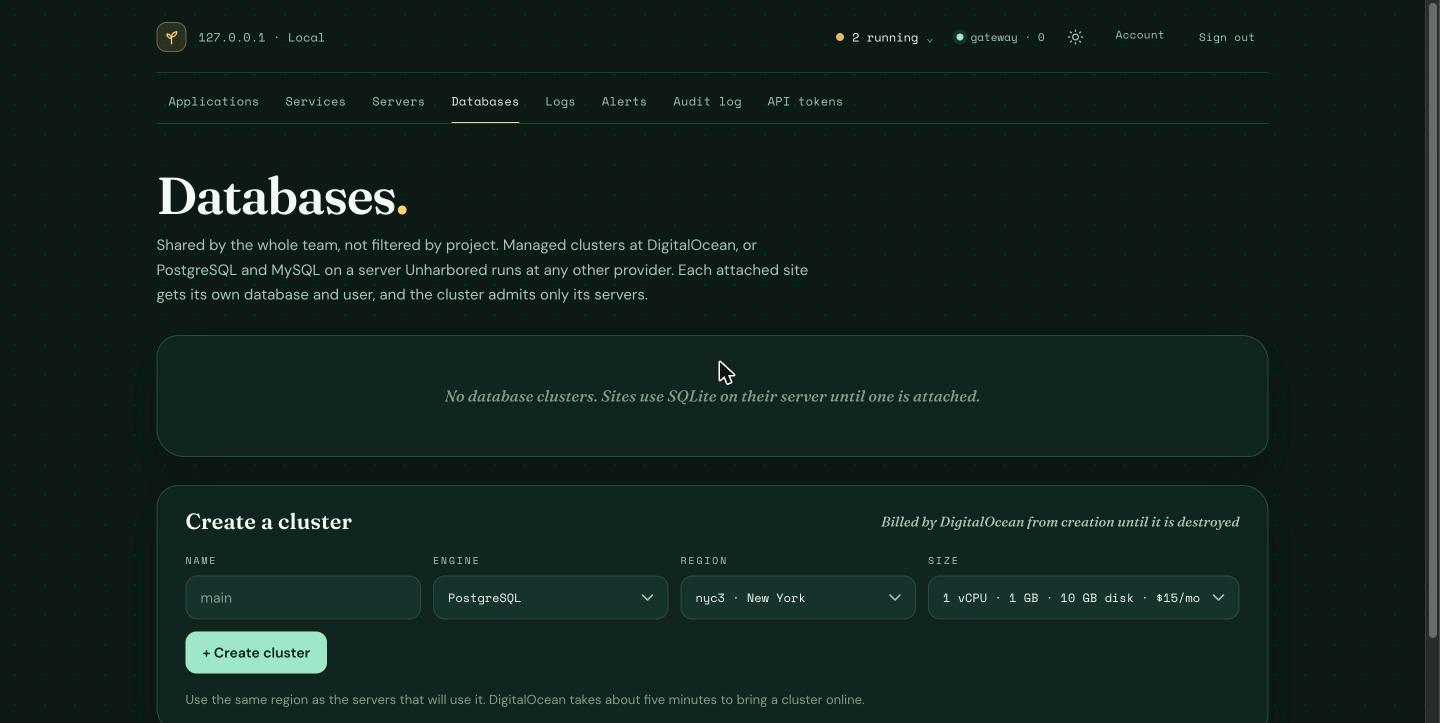 127.0.0.1 · Local
2 running
gateway · 0
Account
Sign out
Applications
Services
Servers
Databases
Logs
Alerts
Audit log
API tokens
Databases.
Shared by the whole team, not filtered by project. Managed clusters at DigitalOcean, or
PostgreSQL and MySQL on a server Unharbored runs at any other provider. Each attached site
gets its own database and user, and the cluster admits only its servers.
No database clusters. Sites use SQLite on their server until one is attached.
Create a cluster
Billed by DigitalOcean from creation until it is destroyed
NAME
ENGINE
REGION
SIZE
main
PostgreSQL
nyc3 · New York
1 vCPU · 1 GB · 10 GB disk · $15/mo
+ Create cluster
Use the same region as the servers that will use it. DigitalOcean takes about five minutes to bring a cluster online.